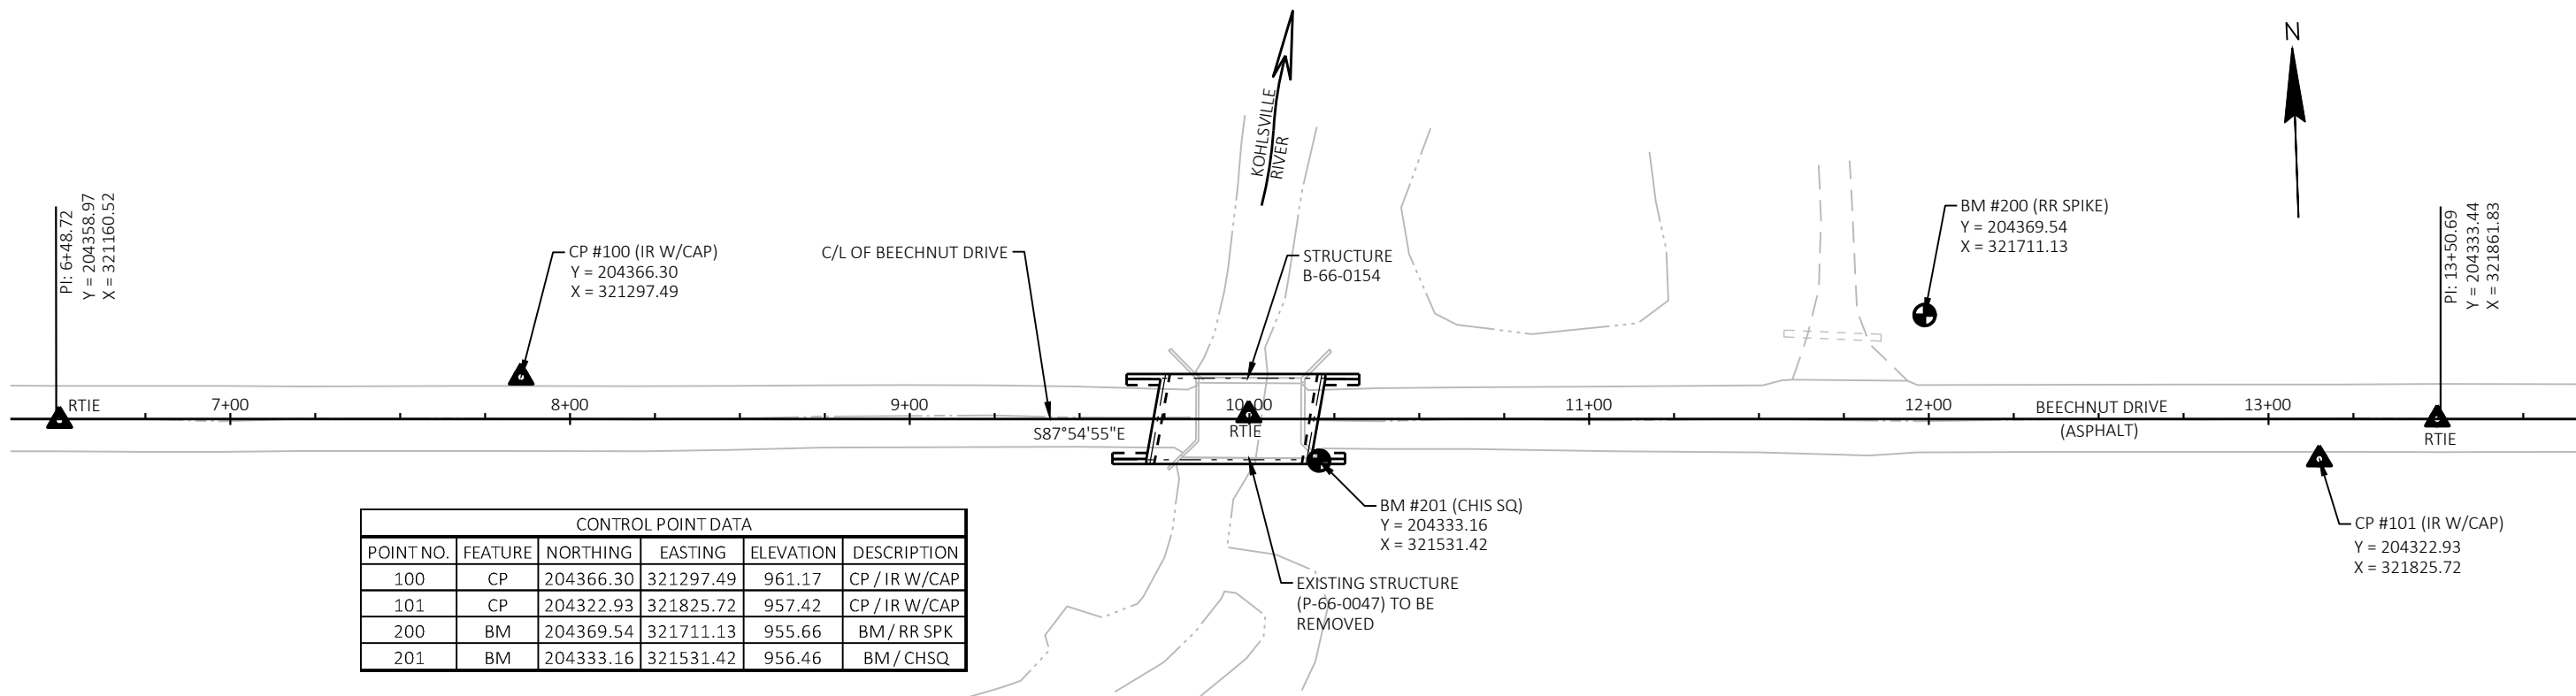 N
KOHLSVILLE
RIVER
PI: 6+48.72
Y = 204358.97
X = 321160.52
CP #100 (IR W/CAP)
Y = 204366.30
X = 321297.49
C/L OF BEECHNUT DRIVE
STRUCTURE
B-66-0154
BM #200 (RR SPIKE)
Y = 204369.54
X = 321711.13
PI: 13+50.69
Y = 204333.44
X = 321861.83
RTIE
7+00
8+00
9+00
10+00
11+00
12+00
BEECHNUT DRIVE
13+00
S87°54'55"E
RTIE
(ASPHALT)
RTIE
BM #201 (CHIS SQ)
Y = 204333.16
X = 321531.42
CP #101 (IR W/CAP)
Y = 204322.93
X = 321825.72
EXISTING STRUCTURE
(P-66-0047) TO BE
REMOVED
CONTROL POINT DATA
POINT NO. FEATURE NORTHING EASTING ELEVATION DESCRIPTION
100 CP 204366.30 321297.49 961.17 CP / IR W/CAP
101 CP 204322.93 321825.72 957.42 CP / IR W/CAP
200 BM 204369.54 321711.13 955.66 BM / RR SPK
201 BM 204333.16 321531.42 956.46 BM / CHSQ